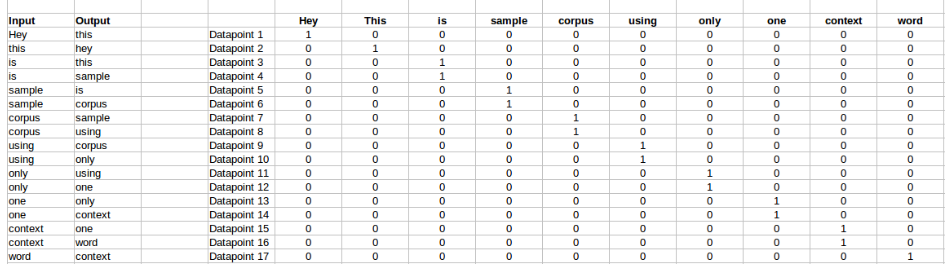 Hey This is sample corpus using only one context word
Input Output
Hey this Datapoint 1 1 0 0 0 0 0 0 0 0 0
this hey Datapoint 2 0 1 0 0 0 0 0 0 0 0
is this Datapoint 3 0 0 1 0 0 0 0 0 0 0
is sample Datapoint 4 0 0 1 0 0 0 0 0 0 0
sample is Datapoint 5 0 0 0 1 0 0 0 0 0 0
sample corpus Datapoint 6 0 0 0 1 0 0 0 0 0 0
corpus sample Datapoint 7 0 0 0 0 1 0 0 0 0 0
corpus using Datapoint 8 0 0 0 0 1 0 0 0 0 0
using corpus Datapoint 9 0 0 0 0 0 1 0 0 0 0
using only Datapoint 10 0 0 0 0 0 1 0 0 0 0
only using Datapoint 11 0 0 0 0 0 0 1 0 0 0
only one Datapoint 12 0 0 0 0 0 0 1 0 0 0
one only Datapoint 13 0 0 0 0 0 0 0 1 0 0
one context Datapoint 14 0 0 0 0 0 0 0 1 0 0
context one Datapoint 15 0 0 0 0 0 0 0 0 1 0
context word Datapoint 16 0 0 0 0 0 0 0 0 1 0
word context Datapoint 17 0 0 0 0 0 0 0 0 0 1